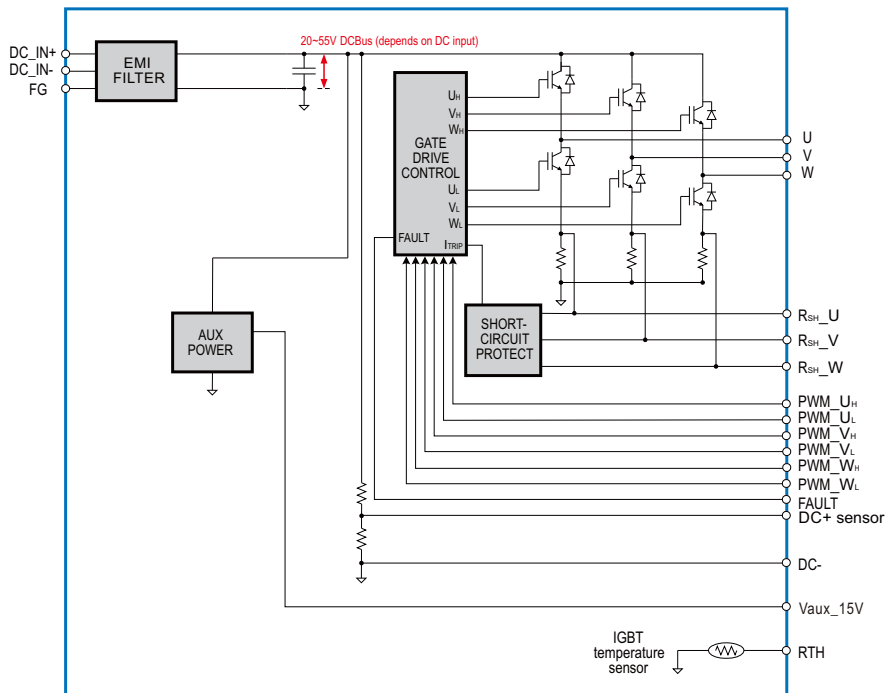 20~55V DCBus (depends on DC input)
DC_IN+
DC_IN-
FG
EMI
FILTER
UH
VH
WH
GATE
DRIVE
CONTROL
UL
VL
WL
FAULT
ITRIP
U
V
W
AUX
POWER
SHORT-
CIRCUIT
PROTECT
RSH_U
RSH_V
RSH_W
PWM_UH
PWM_UL
PWM_VH
PWM_VL
PWM_WH
PWM_WL
FAULT
DC+ sensor
DC-
Vaux_15V
IGBT
temperature
sensor
RTH